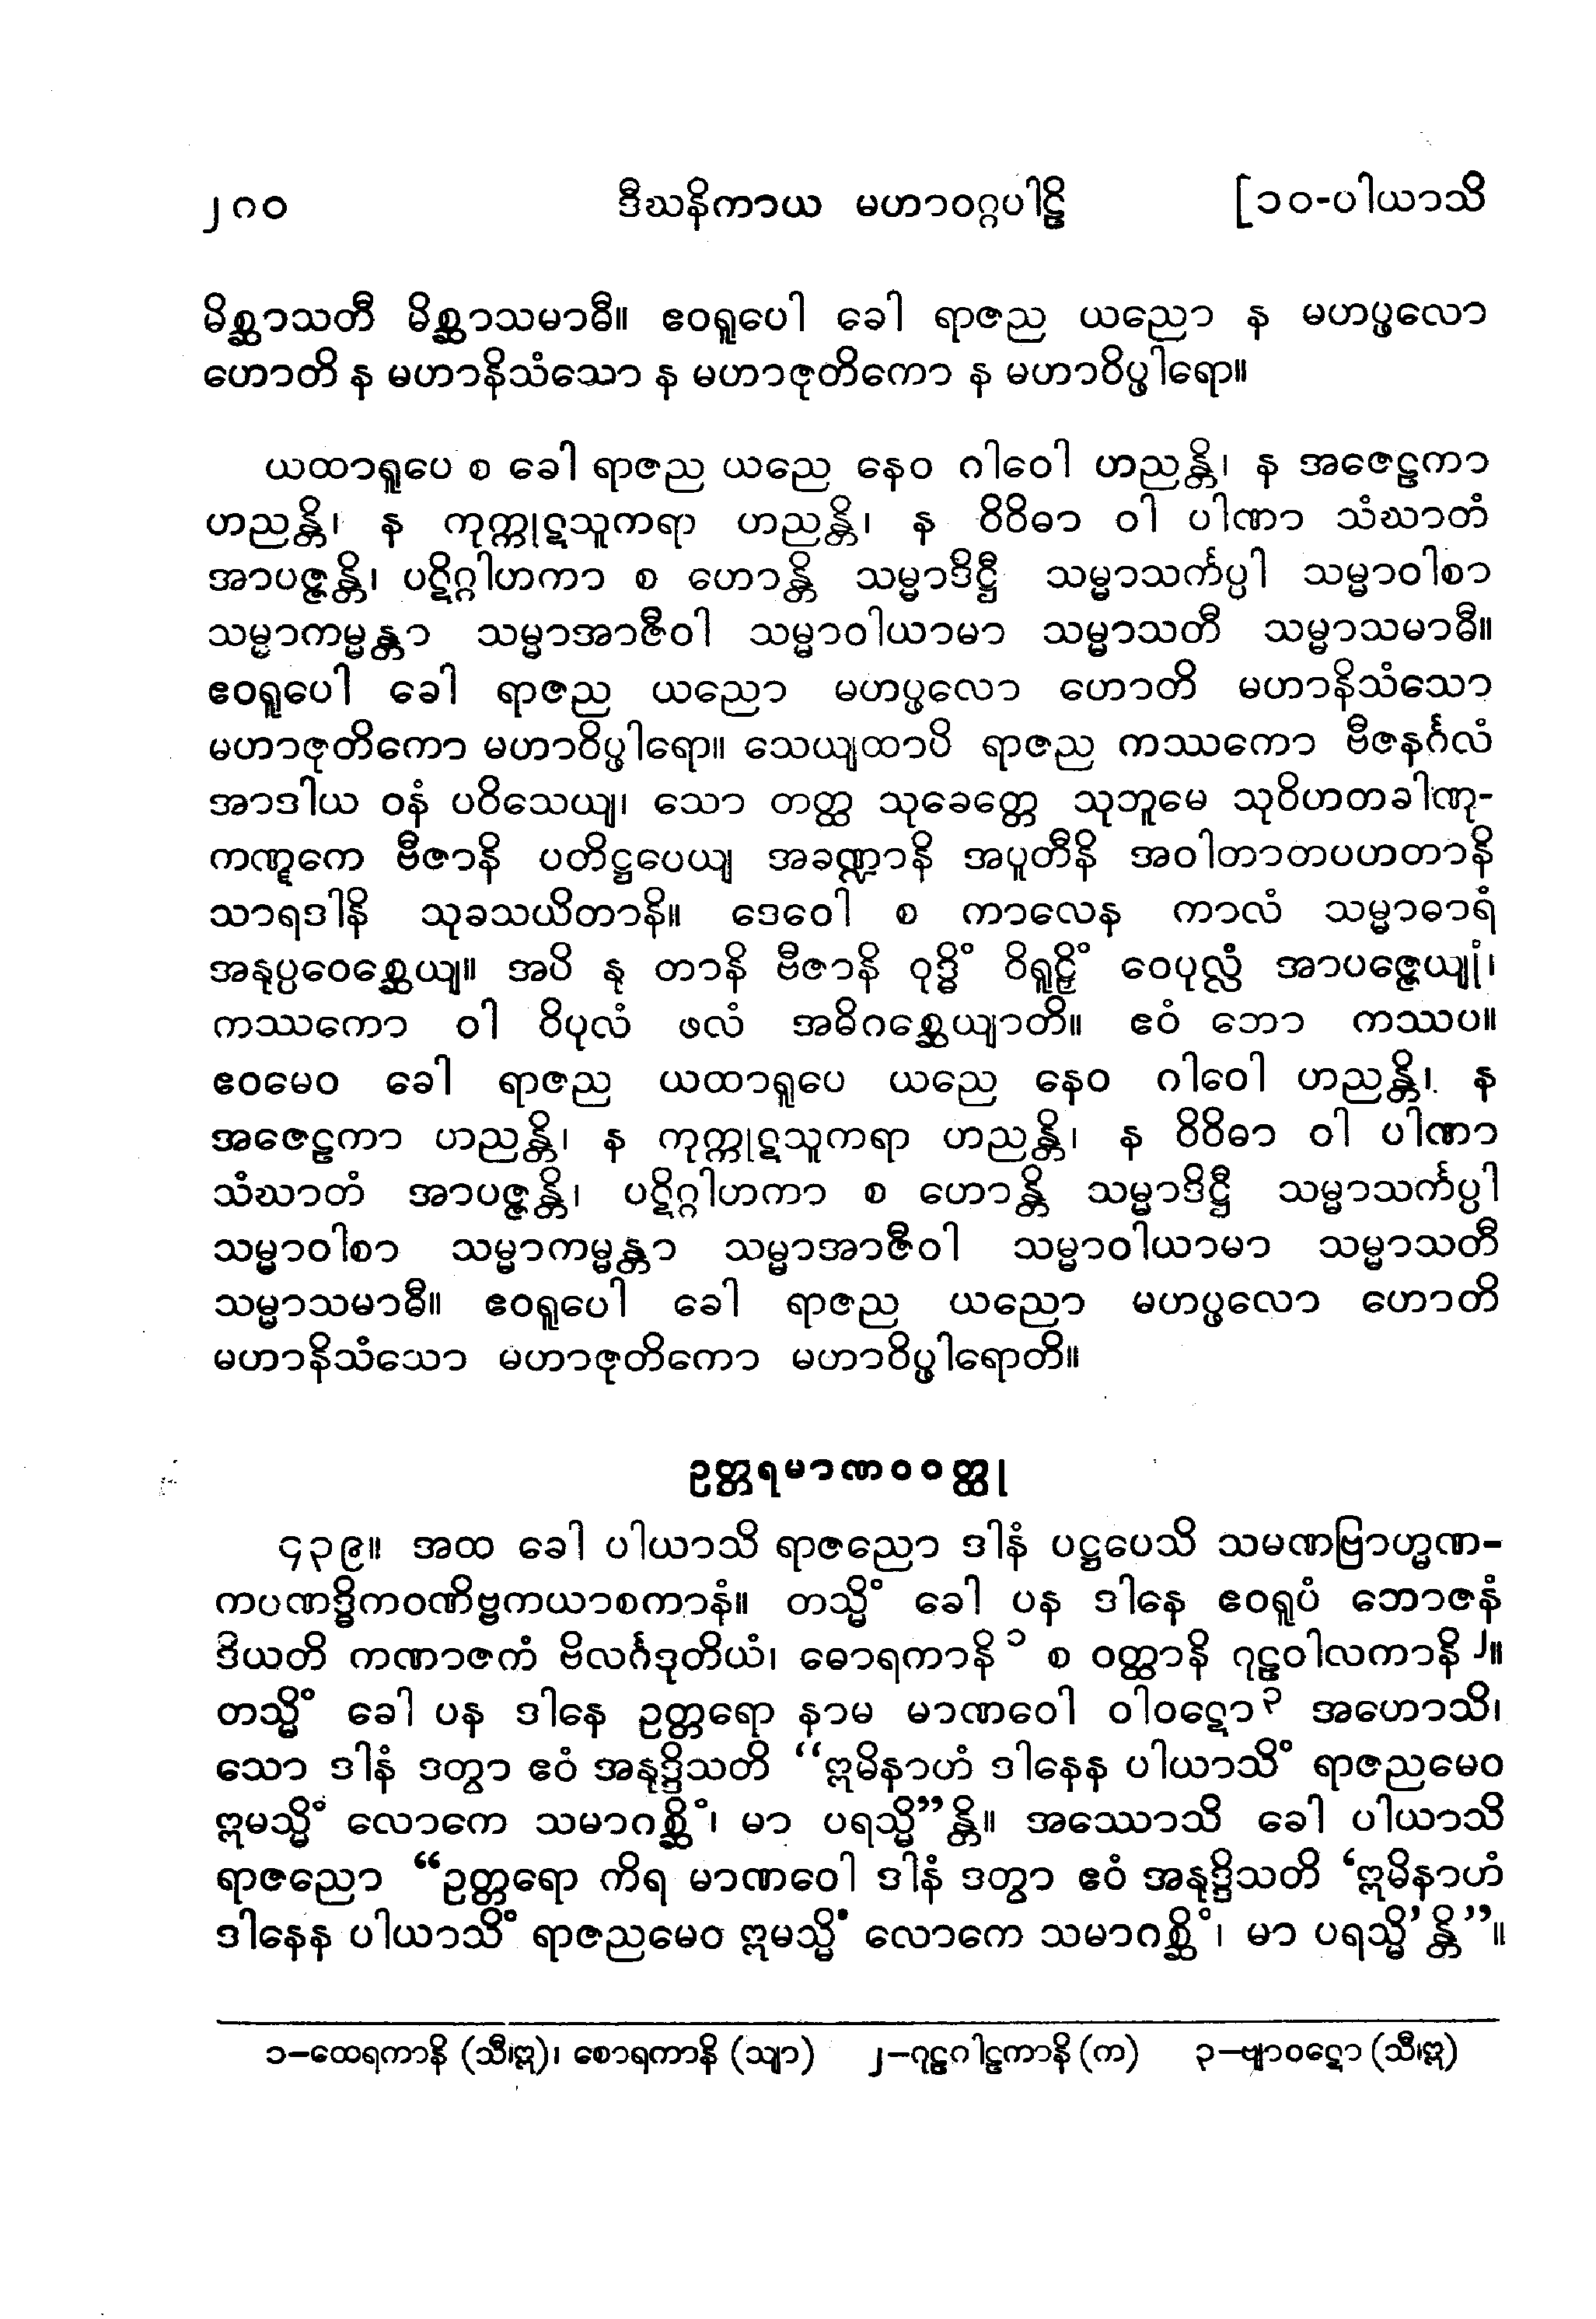 ၂၈၀ ဒီဃနိကာယ မဟာဝဂ္ဂပါဠိ [၁၀-ပါယာသိ
မိစ္ဆာသတီ မိစ္ဆာသမာဓီ။ ဧဝရူပေါ ခေါ ရာဇည ယညော န မဟပ္ဖလော
ဟောတိ န မဟာနိသံသော န မဟာဇုတိကော န မဟာဝိပ္ဖါရော။
ယထာရူပေ စ ခေါ ရာဇည ယညေ နေဝ ဂါဝေါ ဟညန္တိ၊ န အဇေဠကာ
ဟညန္တိ၊ န ကုက္ကုဋသူကရာ ဟညန္တိ၊ န ဝိဝိဓာ ဝါ ပါဏာ သံဃာတံ
အာပဇ္ဇန္တိ၊ ပဋိဂ္ဂါဟကာ စ ဟောန္တိ သမ္မာဒိဋ္ဌီ သမ္မာသင်္ကပ္ပါ သမ္မာဝါစာ
သမ္မာကမ္မန္တာ သမ္မာအာဇီဝါ သမ္မာဝါယာမာ သမ္မာသတီ သမ္မာသမာဓီ။
ဧဝရူပေါ ခေါ ရာဇည ယညော မဟပ္ဖလော ဟောတိ မဟာနိသံသော
မဟာဇုတိကော မဟာဝိပ္ဖါရော။ သေယျထာပိ ရာဇည ကဿကော ဗီဇနင်္ဂလံ
အာဒါယ ဝနံ ပဝိသေယျ၊ သော တတ္ထ သုခေတ္တေ သုဘူမေ သုဝိဟတခါဏု-
ကဏ္ဋကေ ဗီဇာနိ ပတိဋ္ဌပေယျ အခဏ္ဍာနိ အပူတီနိ အဝါတာတပဟတာနိ
သာရဒါနိ သုခသယိတာနိ။ ဒေဝေါ စ ကာလေန ကာလံ သမ္မာဓာရံ
အနုပ္ပဝေစ္ဆေယျ။ အပိ နု တာနိ ဗီဇာနိ ဝုဒ္ဓိံ ဝိရူဠှိံ ဝေပုလ္လံ အာပဇ္ဇေယျုံ၊
ကဿကော ဝါ ဝိပုလံ ဖလံ အဓိဂစ္ဆေယျာတိ။ ဧဝံ ဘော ကဿပ။
ဧဝမေဝ ခေါ ရာဇည ယထာရူပေ ယညေ နေဝ ဂါဝေါ ဟညန္တိ၊ န
အဇေဠကာ ဟညန္တိ၊ န ကုက္ကုဋသူကရာ ဟညန္တိ၊ န ဝိဝိဓာ ဝါ ပါဏာ
သံဃာတံ အာပဇ္ဇန္တိ၊ ပဋိဂ္ဂါဟကာ စ ဟောန္တိ သမ္မာဒိဋ္ဌီ သမ္မာသင်္ကပ္ပါ
သမ္မာဝါစာ သမ္မာကမ္မန္တာ သမ္မာအာဇီဝါ သမ္မာဝါယာမာ သမ္မာသတီ
သမ္မာသမာဓီ။ ဧဝရူပေါ ခေါ ရာဇည ယညော မဟပ္ဖလော ဟောတိ
မဟာနိသံသော မဟာဇုတိကော မဟာဝိပ္ဖါရောတိ။
ဥတ္တရမာဏဝဝတ္ထု
၄၃၉။ အထ ခေါ ပါယာသိ ရာဇညော ဒါနံ ပဋ္ဌပေသိ သမဏဗြာဟ္မဏ-
ကပဏဒ္ဓိကဝဏိဗ္ဗကယာစကာနံ။ တသ္မိံ ခေါ ပန ဒါနေ ဧဝရူပံ ဘောဇနံ
ဒိယတိ ကဏာဇကံ ဗိလင်္ဂဒုတိယံ၊ ဓောရကာနိ ၁ စ ဝတ္ထာနိ ဂုဠဝါလကာနိ ၂။
တသ္မိံ ခေါ ပန ဒါနေ ဥတ္တရော နာမ မာဏဝေါ ဝါဝဋော ၃ အဟောသိ၊
သော ဒါနံ ဒတွာ ဧဝံ အနုဒ္ဒိသတိ “ဣမိနာဟံ ဒါနေန ပါယာသိံ ရာဇညမေဝ
ဣမသ္မိံ လောကေ သမာဂစ္ဆိံ၊ မာ ပရသ္မိ”န္တိ။ အဿောသိ ခေါ ပါယာသိ
ရာဇညော “ဥတ္တရော ကိရ မာဏဝေါ ဒါနံ ဒတွာ ဧဝံ အနုဒ္ဒိသတိ ‘ဣမိနာဟံ
ဒါနေန ပါယာသိံ ရာဇညမေဝ ဣမသ္မိံ လောကေ သမာဂစ္ဆိံ၊ မာ ပရသ္မိ’န္တိ”။
၁-ထေရကာနိ (သီ၊ဣ)၊ စောရကာနိ (သျာ) ၂-ဂုဠဂါဠကာနိ (က) ၃-ဗျာဝဋော (သီ၊ဣ)